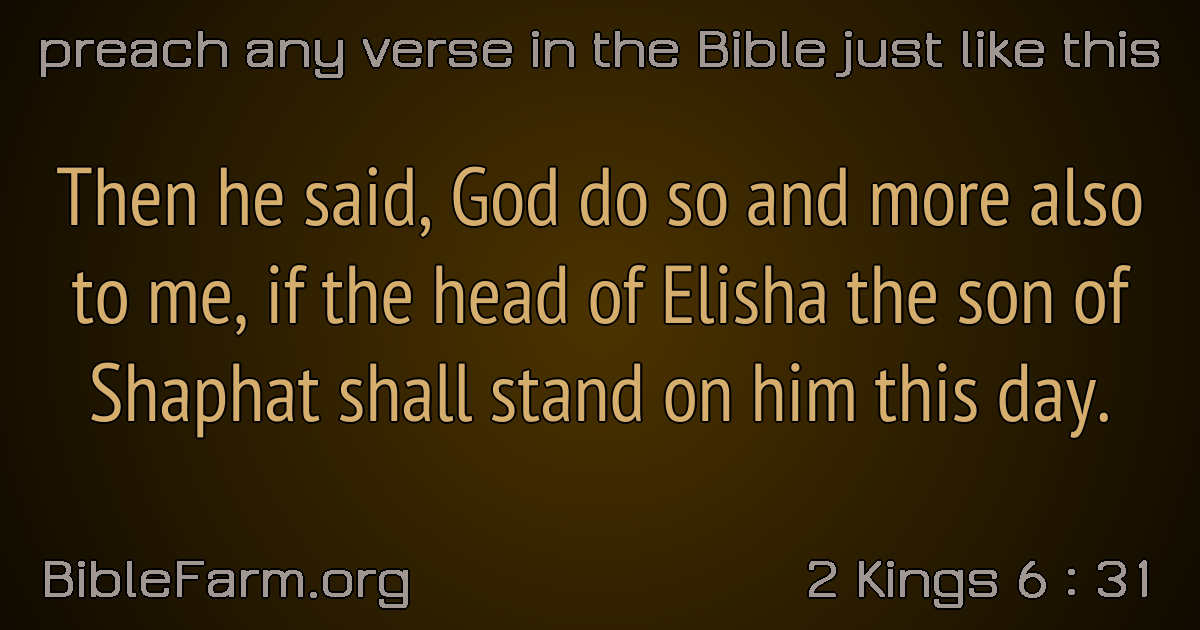 preach any verse in the Bible just like this
Then he said, God do so and more also
to me, if the head of Elisha the son of
Shaphat shall stand on him this day.
BibleFarm.org
2 Kings 6 : 31